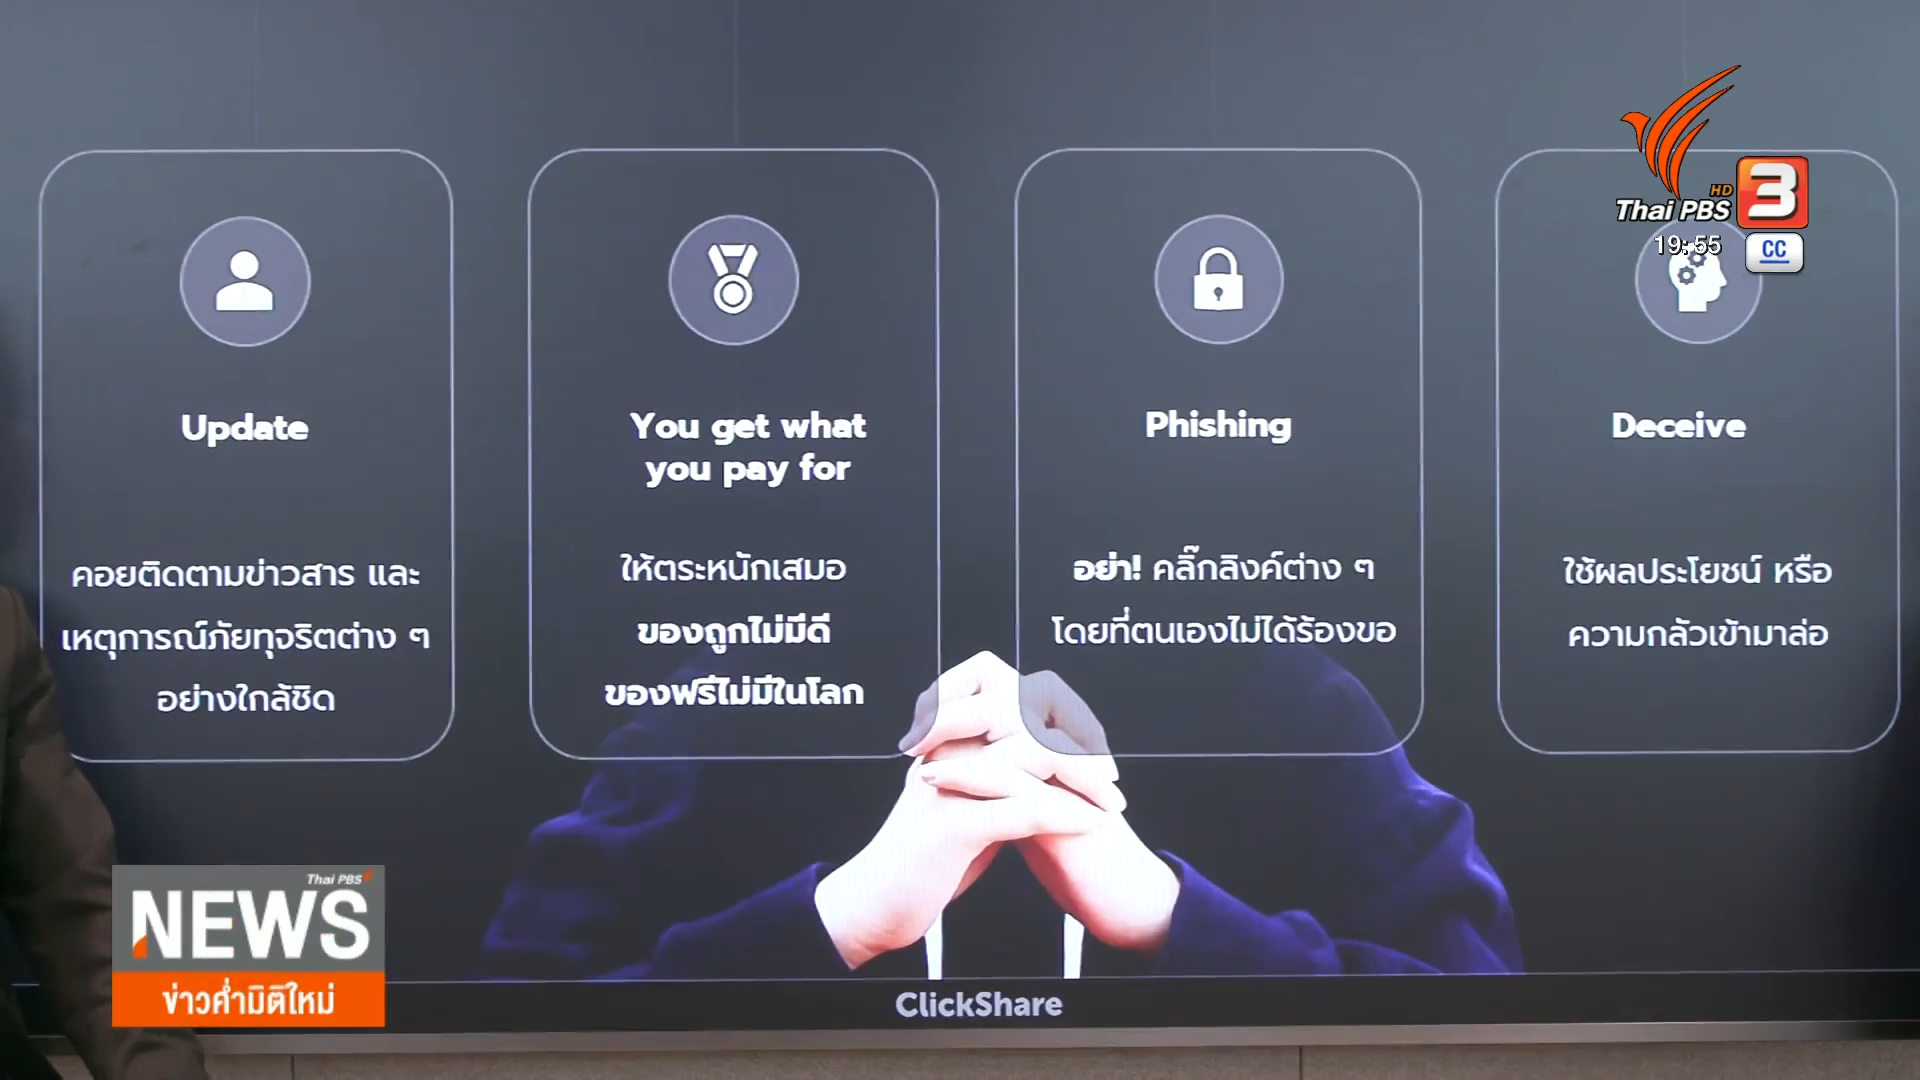 Thai PBS
HD
3
19:55
CC
Update
คอยติดตามข่าวสาร และ
เหตุการณ์ภัยทุจริตต่าง ๆ
อย่างใกล้ชิด
You get what
you pay for
ให้ตระหนักเสมอ
ของถูกไม่มีดี
ของฟรีไม่มีในโลก
Phishing
อย่า! คลิ๊กลิงค์ต่าง ๆ
โดยที่ตนเองไม่ได้ร้องขอ
Deceive
ใช้ผลประโยชน์ หรือ
ความกลัวเข้ามาล่อ
Thai PBS
NEWS
ข่าวค่ำมิติใหม่
ClickShare